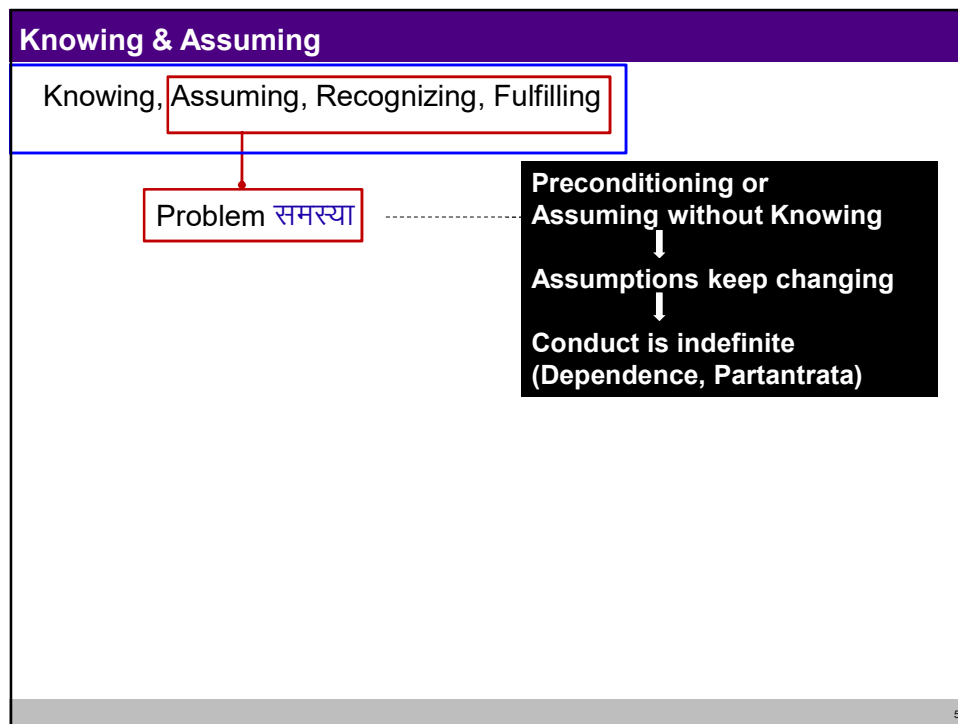 Knowing & Assuming
Knowing, Assuming, Recognizing, Fulfilling
Problem समस्या
Preconditioning or
Assuming without Knowing
Assumptions keep changing
Conduct is indefinite
(Dependence, Partantrata)
5